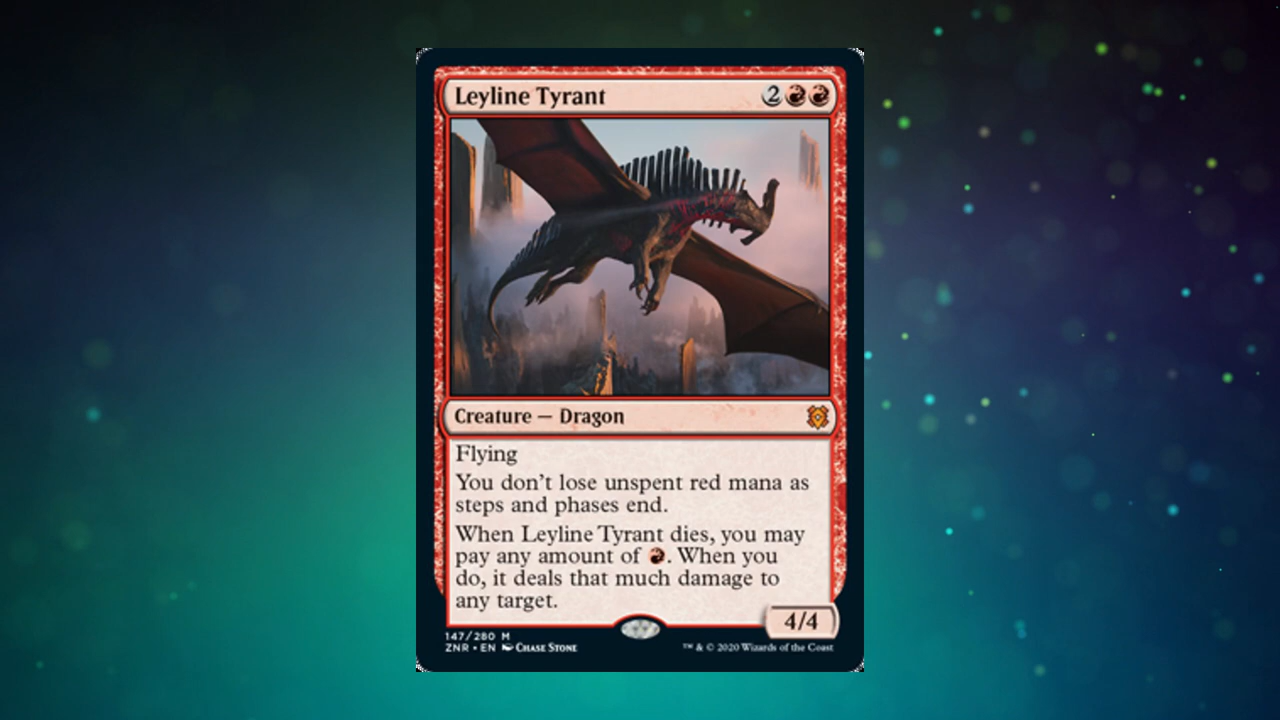 Leyline Tyrant 2
Creature — Dragon
Flying
You don't lose unspent red mana as
steps and phases end.
When Leyline Tyrant dies, you may
pay any amount of . When you
do, it deals that much damage to
any target.
4/4
147/280 M
ZNR • EN Chase Stone
™ & © 2020 Wizards of the Coast